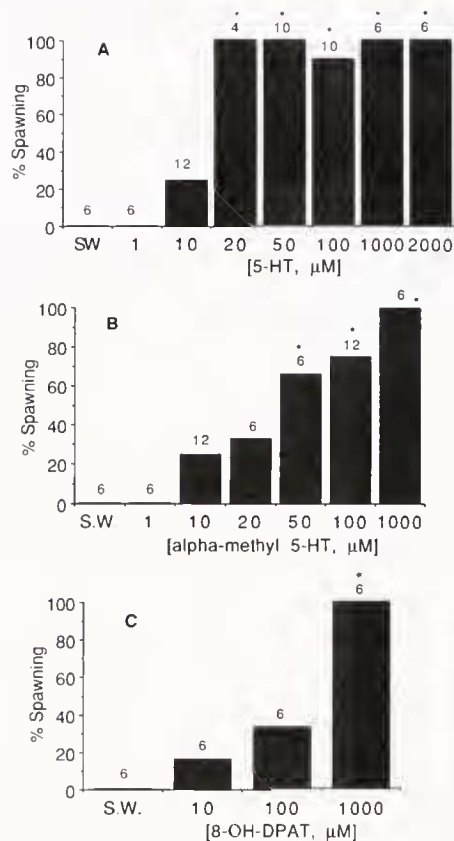 A
% Spawning
100
80
60
40
20
0
6 6 12 4 10 10 6 6
* * * * *
SW 1 10 20 50 100 1000 2000
[5-HT, µM]
B
% Spawning
100
80
60
40
20
0
6 6 12 6 6 12 6
* * *
S.W. 1 10 20 50 100 1000
[alpha-methyl 5-HT, µM]
C
% Spawning
100
80
60
40
20
0
6 6 6 6
*
S.W. 10 100 1000
[8-OH-DPAT, µM]